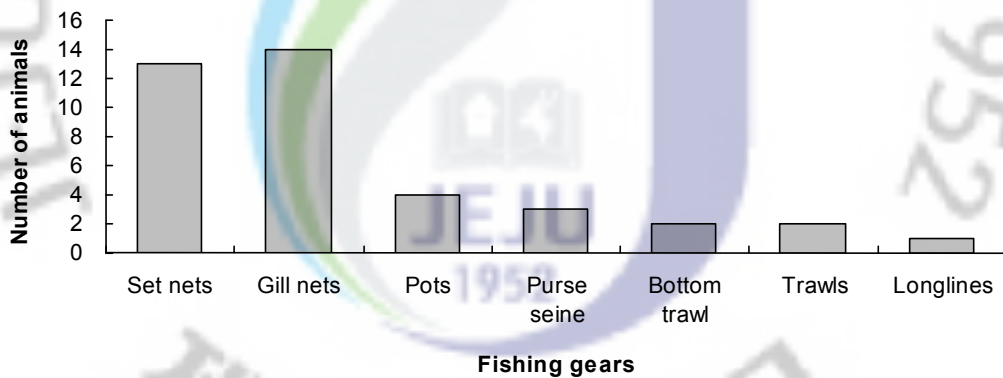 Number of animals
16
14
12
10
8
6
4
2
0
Set nets
Gill nets
Pots
Purse seine
Bottom trawl
Trawls
Longlines
Fishing gears
JEJU
1952
952